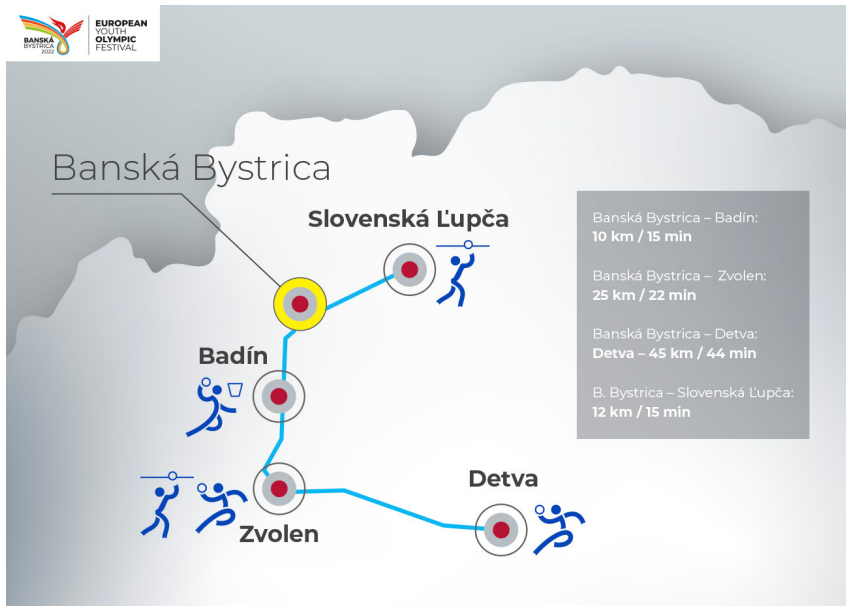 BANSKÁ
BYSTRICA
2022
EUROPEAN
YOUTH
OLYMPIC
FESTIVAL
Banská Bystrica
Slovenská Ľupča
Badín
Zvolen
Detva
Banská Bystrica – Badín:
10 km / 15 min
Banská Bystrica – Zvolen:
25 km / 22 min
Banská Bystrica – Detva:
Detva – 45 km / 44 min
B. Bystrica – Slovenská Ľupča:
12 km / 15 min